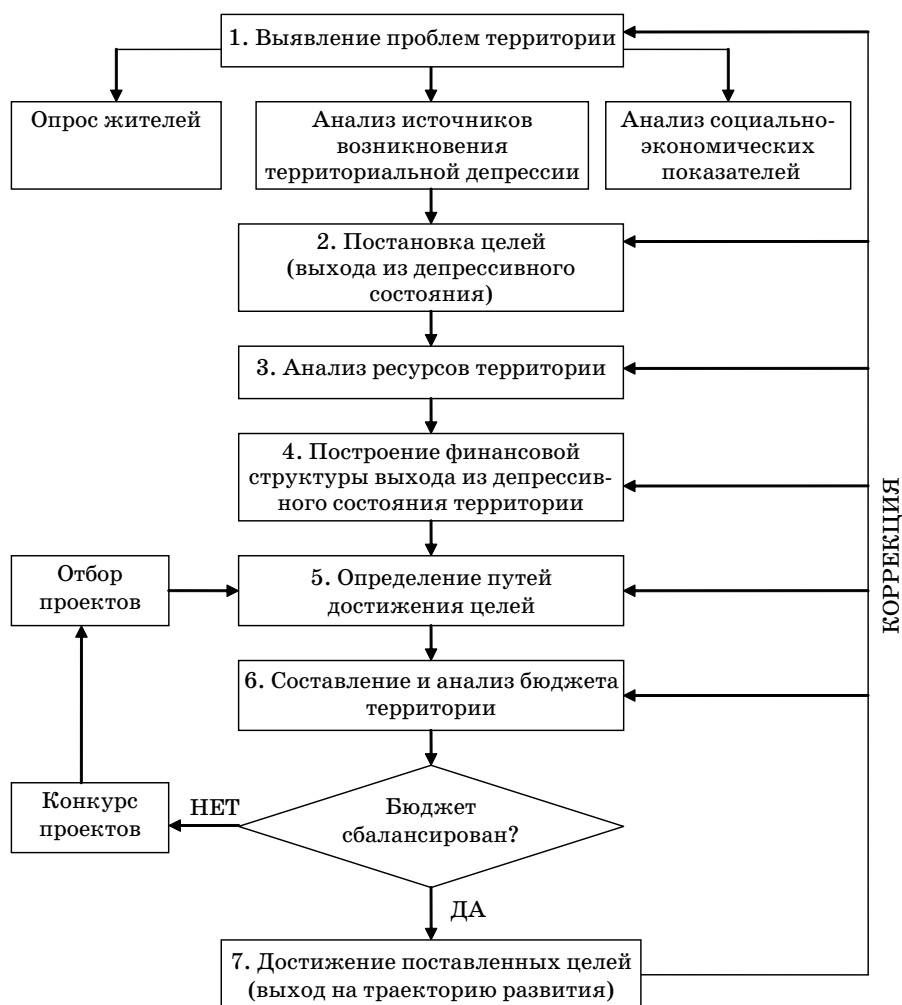 1. Выявление проблем территории
Опрос жителей
Анализ источников
возникновения
территориальной депрессии
Анализ социально-
экономических
показателей
2. Постановка целей
(выхода из депрессивного
состояния)
3. Анализ ресурсов территории
4. Построение финансовой
структуры выхода из депрессив-
ного состояния территории
Отбор
проектов
5. Определение путей
достижения целей
6. Составление и анализ бюджета
территории
Конкурс
проектов
НЕТ
Бюджет
сбалансирован?
ДА
7. Достижение поставленных целей
(выход на траекторию развития)
КОРРЕКЦИЯ